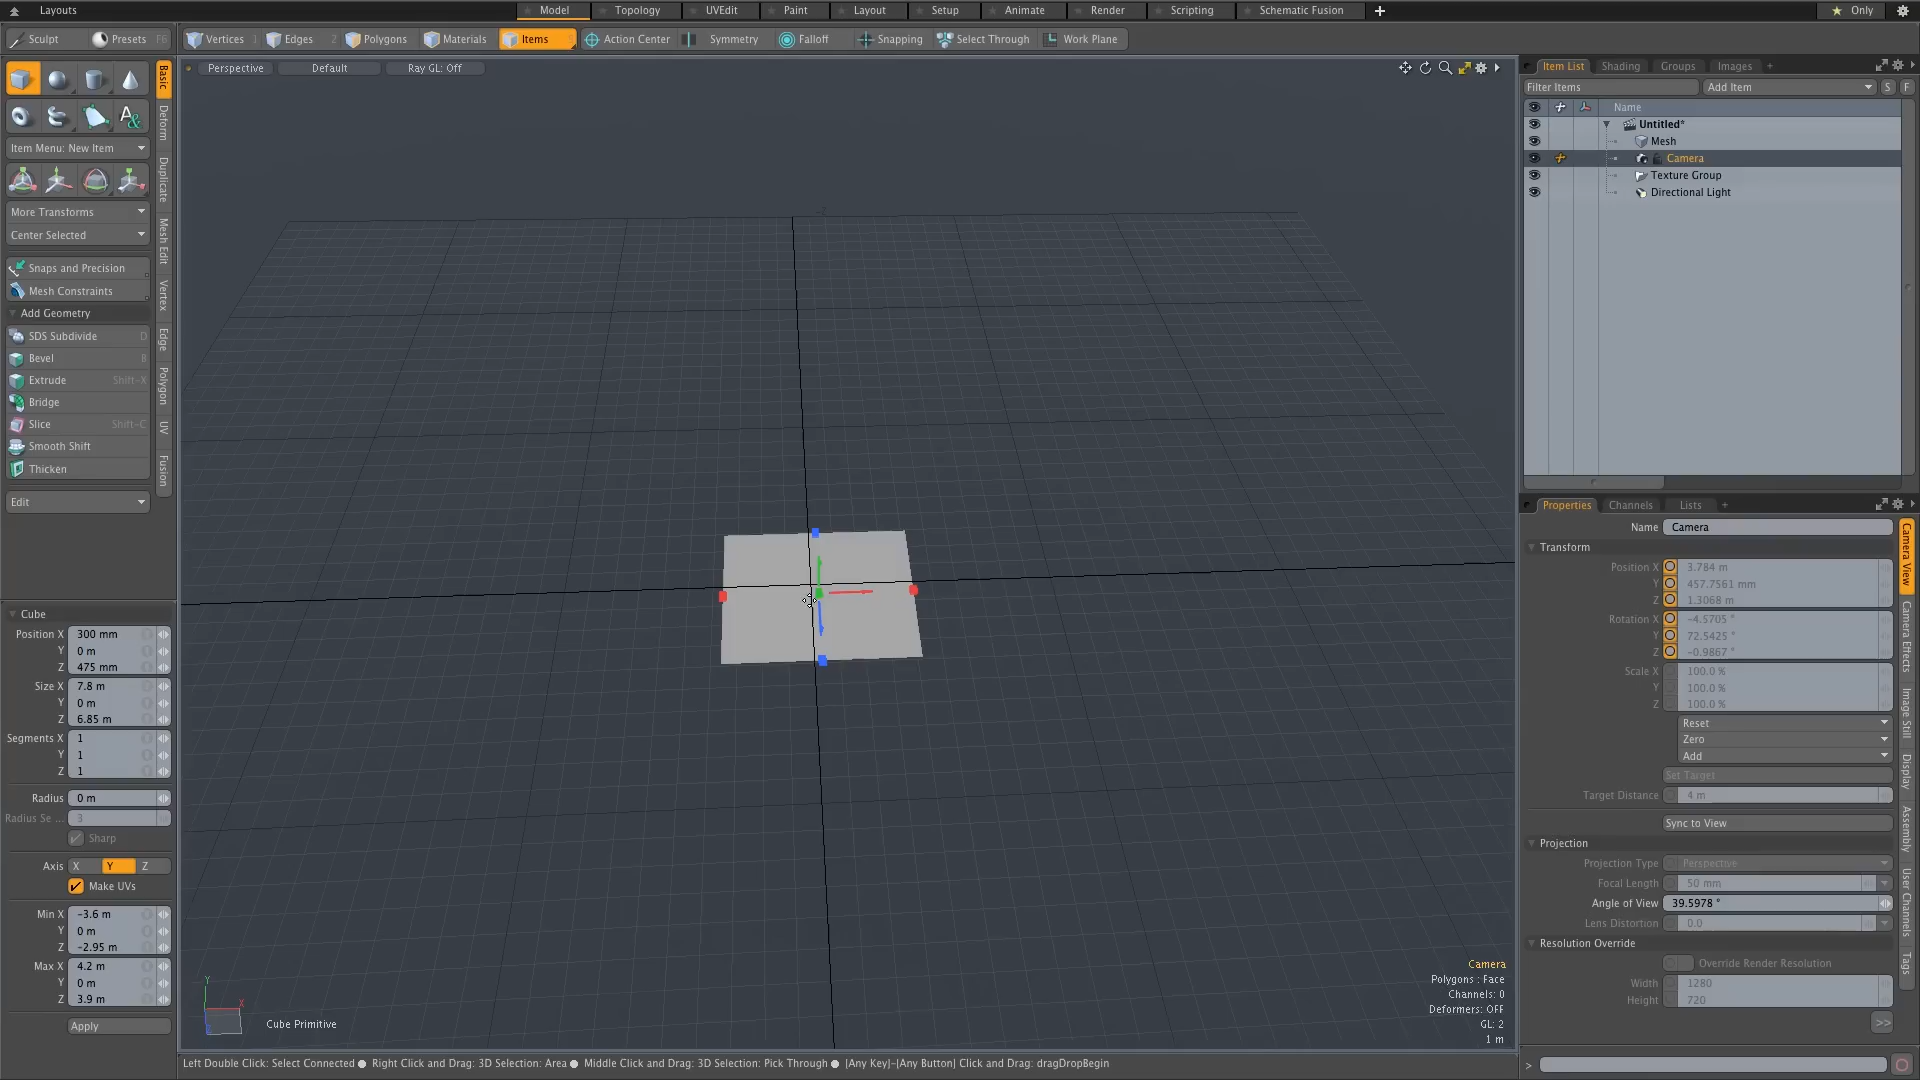 Layouts
Model
Topology
UVEdit
Paint
Layout
Setup
Animate
Render
Scripting
Schematic Fusion
Only
Sculpt
Presets F6
Vertices 1
Edges 2
Polygons
Materials
Items 5
Action Center
Symmetry
Falloff
Snapping
Select Through
Work Plane
Perspective
Default
Ray GL: Off
Basic
Deform
Duplicate
Mesh Edit
Vertex
Edge
Polygon
UV
Fusion
Item Menu: New Item
More Transforms
Center Selected
Snaps and Precision
Mesh Constraints
Add Geometry
SDS Subdivide D
Bevel B
Extrude Shift-X
Bridge
Slice Shift-C
Smooth Shift
Thicken
Edit
Cube
Position X 300 mm
Y 0 m
Z 475 mm
Size X 7.8 m
Y 0 m
Z 6.85 m
Segments X 1
Y 1
Z 1
Radius 0 m
Radius Se ... 3
Sharp
Axis X Y Z
Make UVs
Min X -3.6 m
Y 0 m
Z -2.95 m
Max X 4.2 m
Y 0 m
Z 3.9 m
Apply
Y
X
Cube Primitive
Camera
Polygons : Face
Channels: 0
Deformers: OFF
GL: 2
1 m
Left Double Click: Select Connected ● Right Click and Drag: 3D Selection: Area ● Middle Click and Drag: 3D Selection: Pick Through ● [Any Key]-[Any Button] Click and Drag: dragDropBegin
Item List
Shading
Groups
Images
Filter Items
Add Item
S
F
Name
Untitled*
Mesh
Camera
Texture Group
Directional Light
Properties
Channels
Lists
Name Camera
Transform
Position X 3.784 m
Y 457.7561 mm
Z 1.3068 m
Rotation X -4.5705 °
Y 72.5425 °
Z -0.9867 °
Scale X 100.0 %
Y 100.0 %
Z 100.0 %
Reset
Zero
Add
Set Target
Target Distance 4 m
Sync to View
Projection
Projection Type Perspective
Focal Length 50 mm
Angle of View 39.5978 °
Lens Distortion 0.0
Resolution Override
Override Render Resolution
Width 1280
Height 720
>>
Camera View
Camera Effects
Image Still
Display
Assembly
User Channels
Tags
>